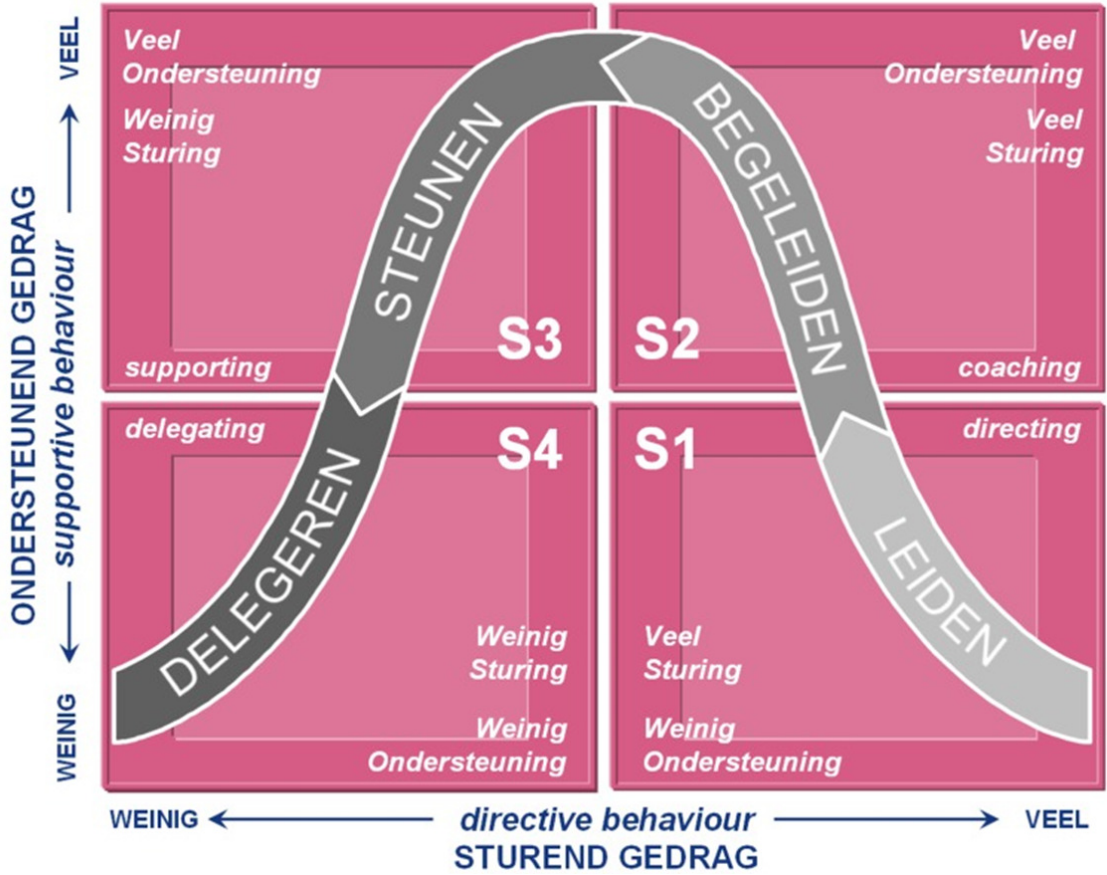 VEEL
ONDERSTEUNEND GEDRAG
supportive behaviour
WEINIG
Veel
Ondersteuning
Weinig
Sturing
STEUNEN
S3
supporting
Veel
Ondersteuning
Veel
Sturing
BEGELEIDEN
S2
coaching
delegating
S4
DELEGEREN
Weinig
Sturing
Weinig
Ondersteuning
directing
S1
LEIDEN
Veel
Sturing
Weinig
Ondersteuning
WEINIG
directive behaviour
VEEL
STUREND GEDRAG